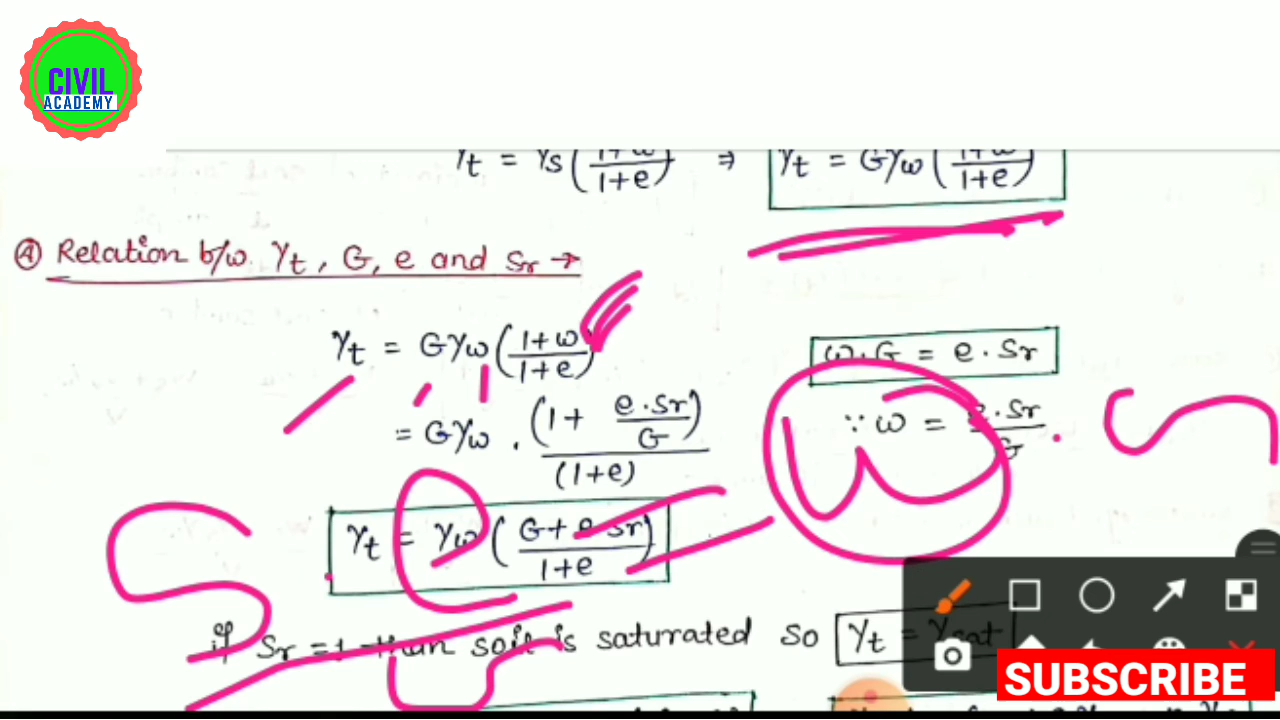 CIVIL
ACADEMY
γt = γs (1+ω / 1+e) ⇒ γt = Gγω (1+ω / 1+e)
④ Relation b/w γt, G, e and Sr →
γt = Gγω (1+ω / 1+e)
ω.G = e.Sr
= Gγω . (1 + e.Sr / G) / (1+e)
∵ ω = e.Sr / G
γt = γω (G+e.Sr / 1+e)
if Sr =1 than soil is saturated so γt = γsat
SUBSCRIBE